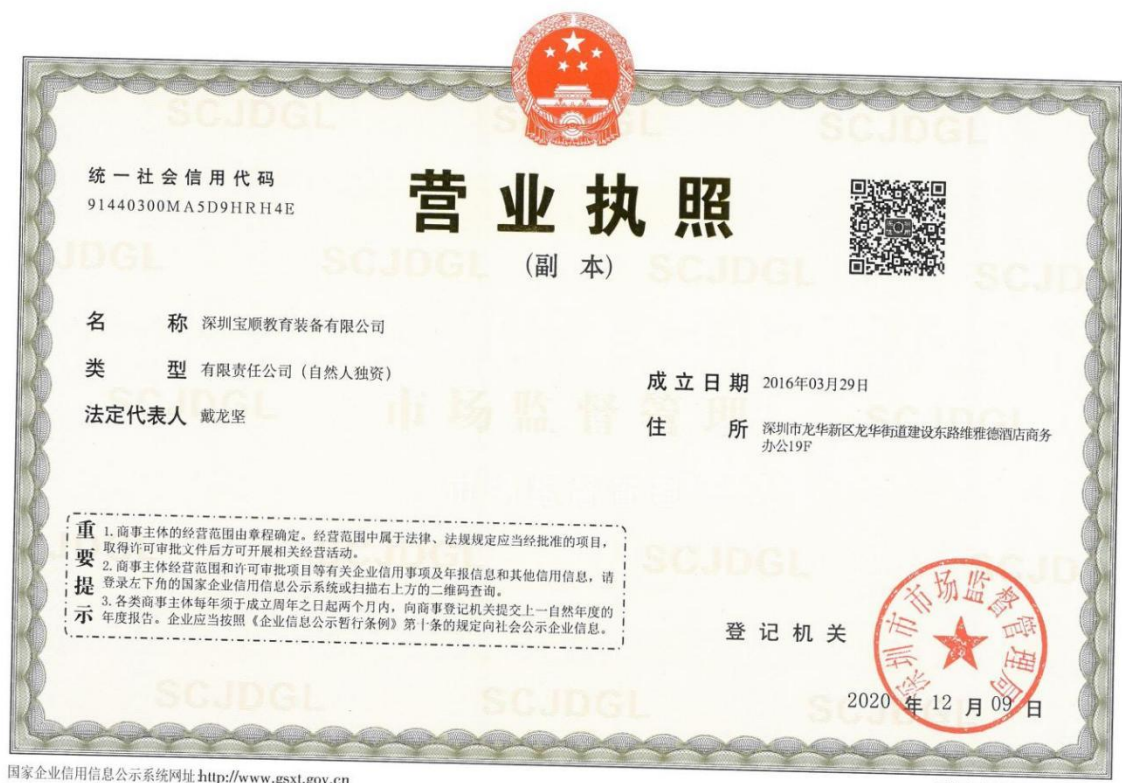 统一社会信用代码
91440300MA5D9HRH4E
营业执照
(副 本)
名 称 深圳宝顺教育装备有限公司
类 型 有限责任公司（自然人独资）
法定代表人 戴龙坚
成立日期 2016年03月29日
住 所 深圳市龙华新区龙华街道建设东路维雅德酒店商务
办公19F
重要提示
1. 商事主体的经营范围由章程确定。经营范围中属于法律、法规规定应当经批准的项目，
取得许可审批文件后方可开展相关经营活动。
2. 商事主体经营范围和许可审批项目等有关企业信用事项及年报信息和其他信用信息，请
登录左下角的国家企业信用信息公示系统或扫描右上方的二维码查询。
3. 各类商事主体每年须于成立周年之日起两个月内，向商事登记机关提交上一自然年度的
年度报告。企业应当按照《企业信息公示暂行条例》第十条的规定向社会公示企业信息。
登记机关
深圳市市场监督管理局
2020 年 12 月 09 日
国家企业信用信息公示系统网址:http://www.gsxt.gov.cn
SCJDGL
市场监督管理